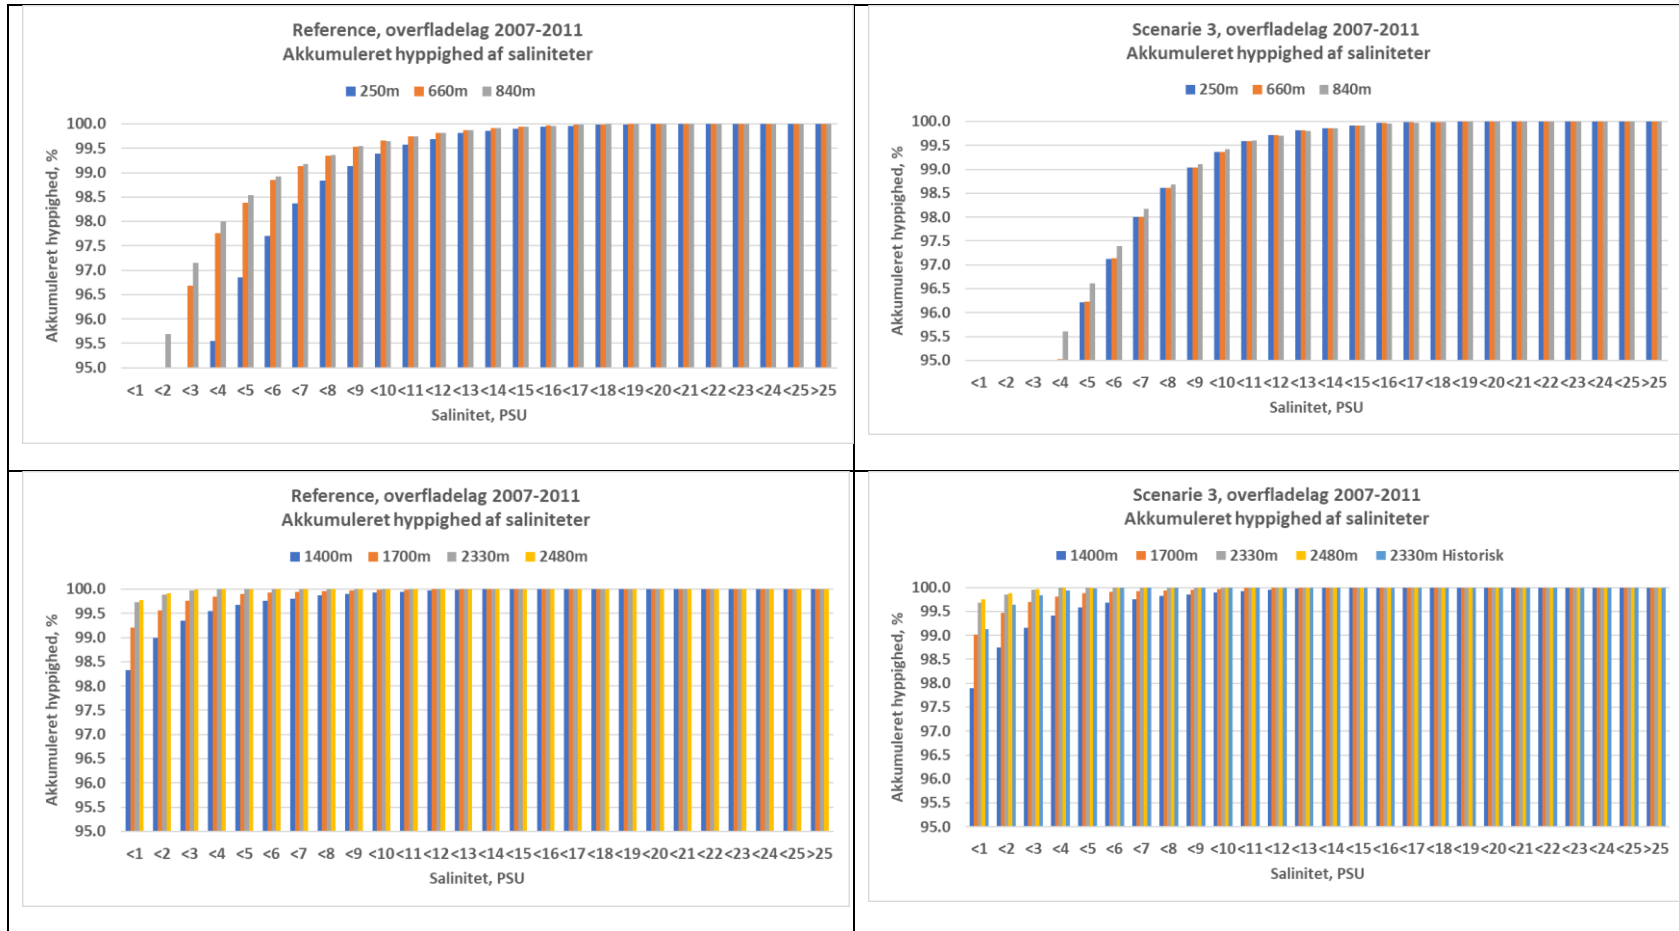 Reference, overfladelag 2007-2011
Akkumuleret hyppighed af saliniteter
250m 660m 840m
Akkumuleret hyppighed, %
100.0
99.5
99.0
98.5
98.0
97.5
97.0
96.5
96.0
95.5
95.0
<1 <2 <3 <4 <5 <6 <7 <8 <9 <10 <11 <12 <13 <14 <15 <16 <17 <18 <19 <20 <21 <22 <23 <24 <25 >25
Salinitet, PSU
Scenarie 3, overfladelag 2007-2011
Akkumuleret hyppighed af saliniteter
250m 660m 840m
Akkumuleret hyppighed, %
100.0
99.5
99.0
98.5
98.0
97.5
97.0
96.5
96.0
95.5
95.0
<1 <2 <3 <4 <5 <6 <7 <8 <9 <10 <11 <12 <13 <14 <15 <16 <17 <18 <19 <20 <21 <22 <23 <24 <25 >25
Salinitet, PSU
Reference, overfladelag 2007-2011
Akkumuleret hyppighed af saliniteter
1400m 1700m 2330m 2480m
Akkumuleret hyppighed, %
100.0
99.5
99.0
98.5
98.0
97.5
97.0
96.5
96.0
95.5
95.0
<1 <2 <3 <4 <5 <6 <7 <8 <9 <10 <11 <12 <13 <14 <15 <16 <17 <18 <19 <20 <21 <22 <23 <24 <25 >25
Salinitet, PSU
Scenarie 3, overfladelag 2007-2011
Akkumuleret hyppighed af saliniteter
1400m 1700m 2330m 2480m 2330m Historisk
Akkumuleret hyppighed, %
100.0
99.5
99.0
98.5
98.0
97.5
97.0
96.5
96.0
95.5
95.0
<1 <2 <3 <4 <5 <6 <7 <8 <9 <10 <11 <12 <13 <14 <15 <16 <17 <18 <19 <20 <21 <22 <23 <24 <25 >25
Salinitet, PSU